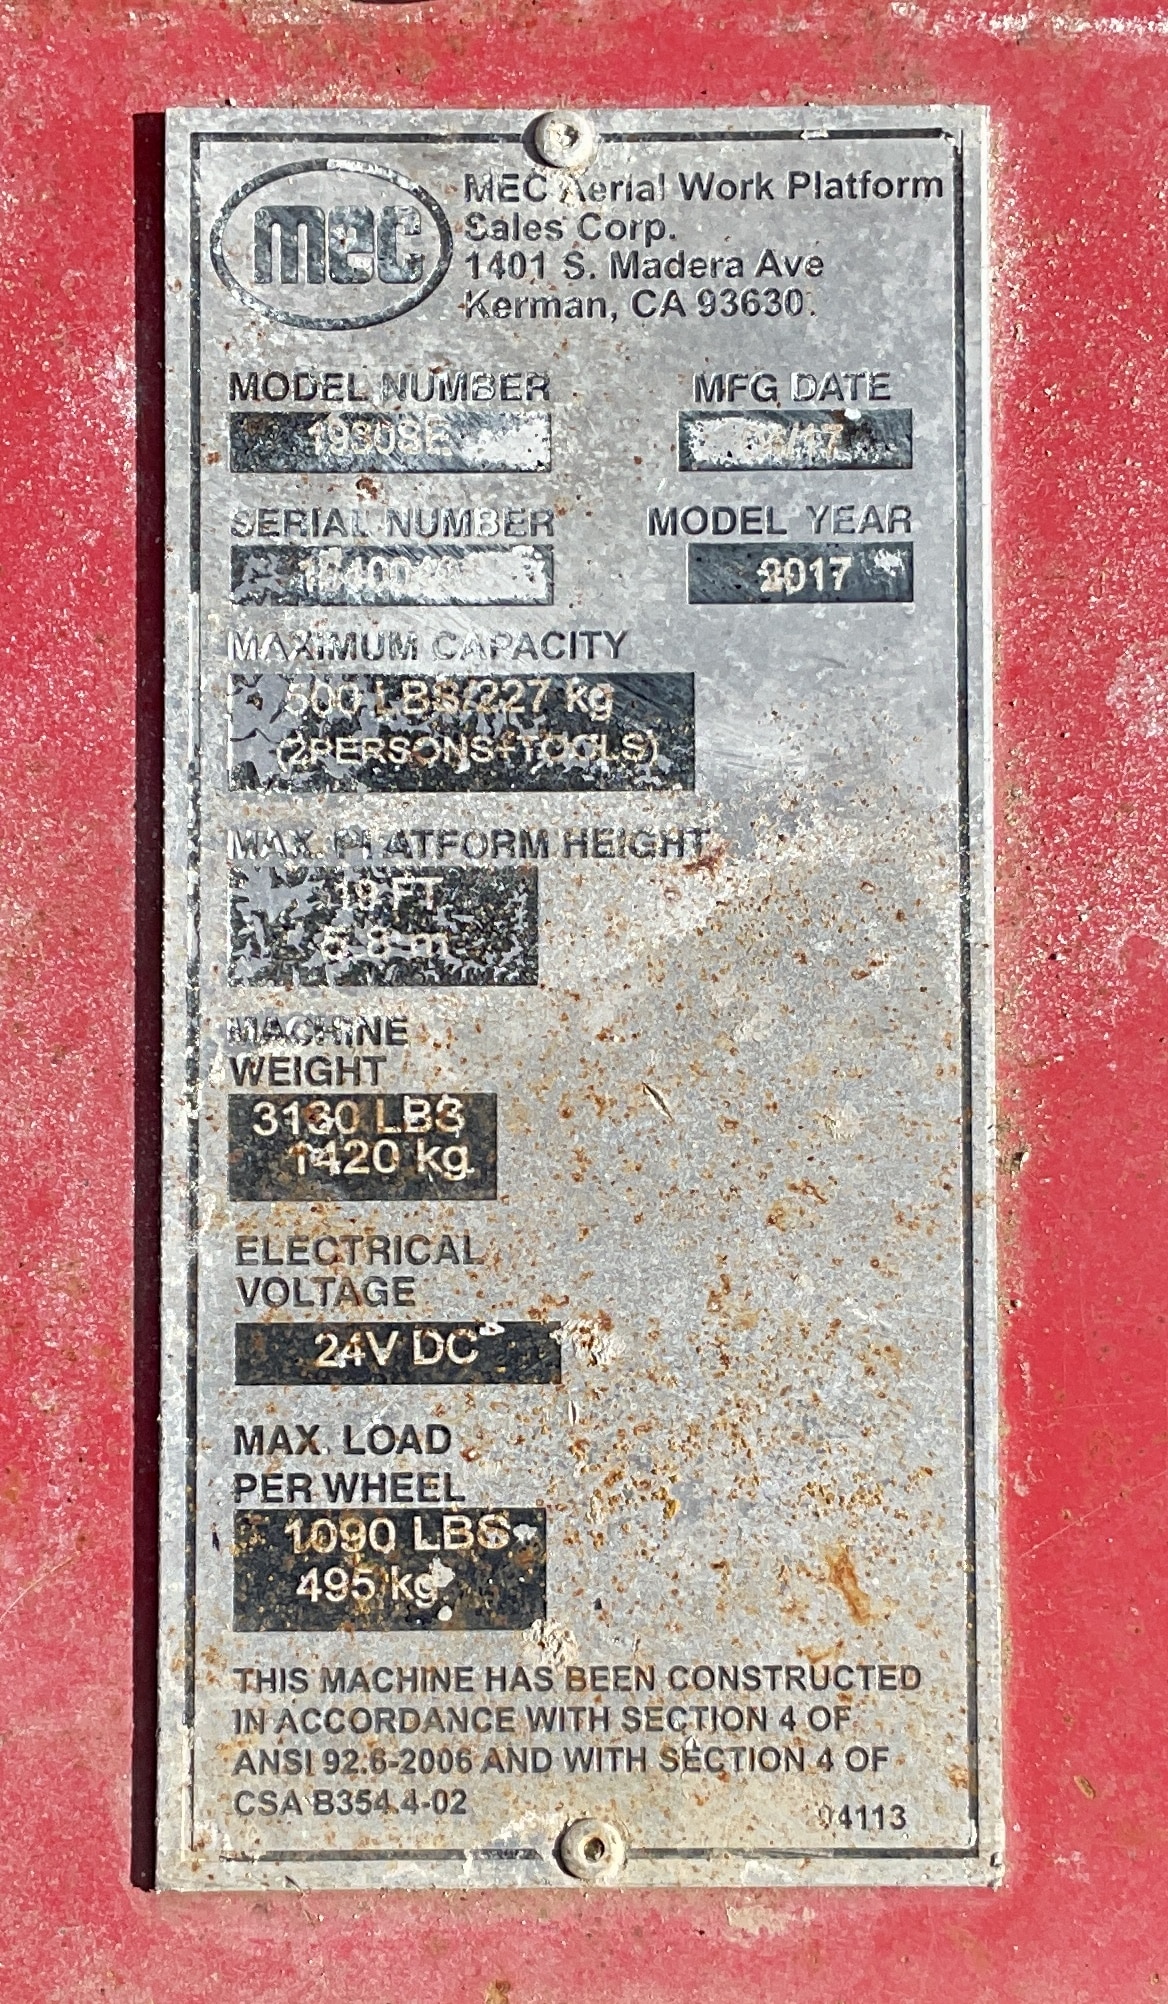 mec
MEC Aerial Work Platform
Sales Corp.
1401 S. Madera Ave
Kerman, CA 93630
MODEL NUMBER
1930SE
MFG DATE
SERIAL NUMBER
MODEL YEAR
2017
MAXIMUM CAPACITY
500 LBS/227 kg
(2PERSONS+TOOLS)
MAX. PLATFORM HEIGHT
19 FT
5.8 m
MACHINE
WEIGHT
3130 LBS
1420 kg
ELECTRICAL
VOLTAGE
24V DC
MAX. LOAD
PER WHEEL
1090 LBS
495 kg
THIS MACHINE HAS BEEN CONSTRUCTED
IN ACCORDANCE WITH SECTION 4 OF
ANSI 92.6-2006 AND WITH SECTION 4 OF
CSA B354.4-02
94113